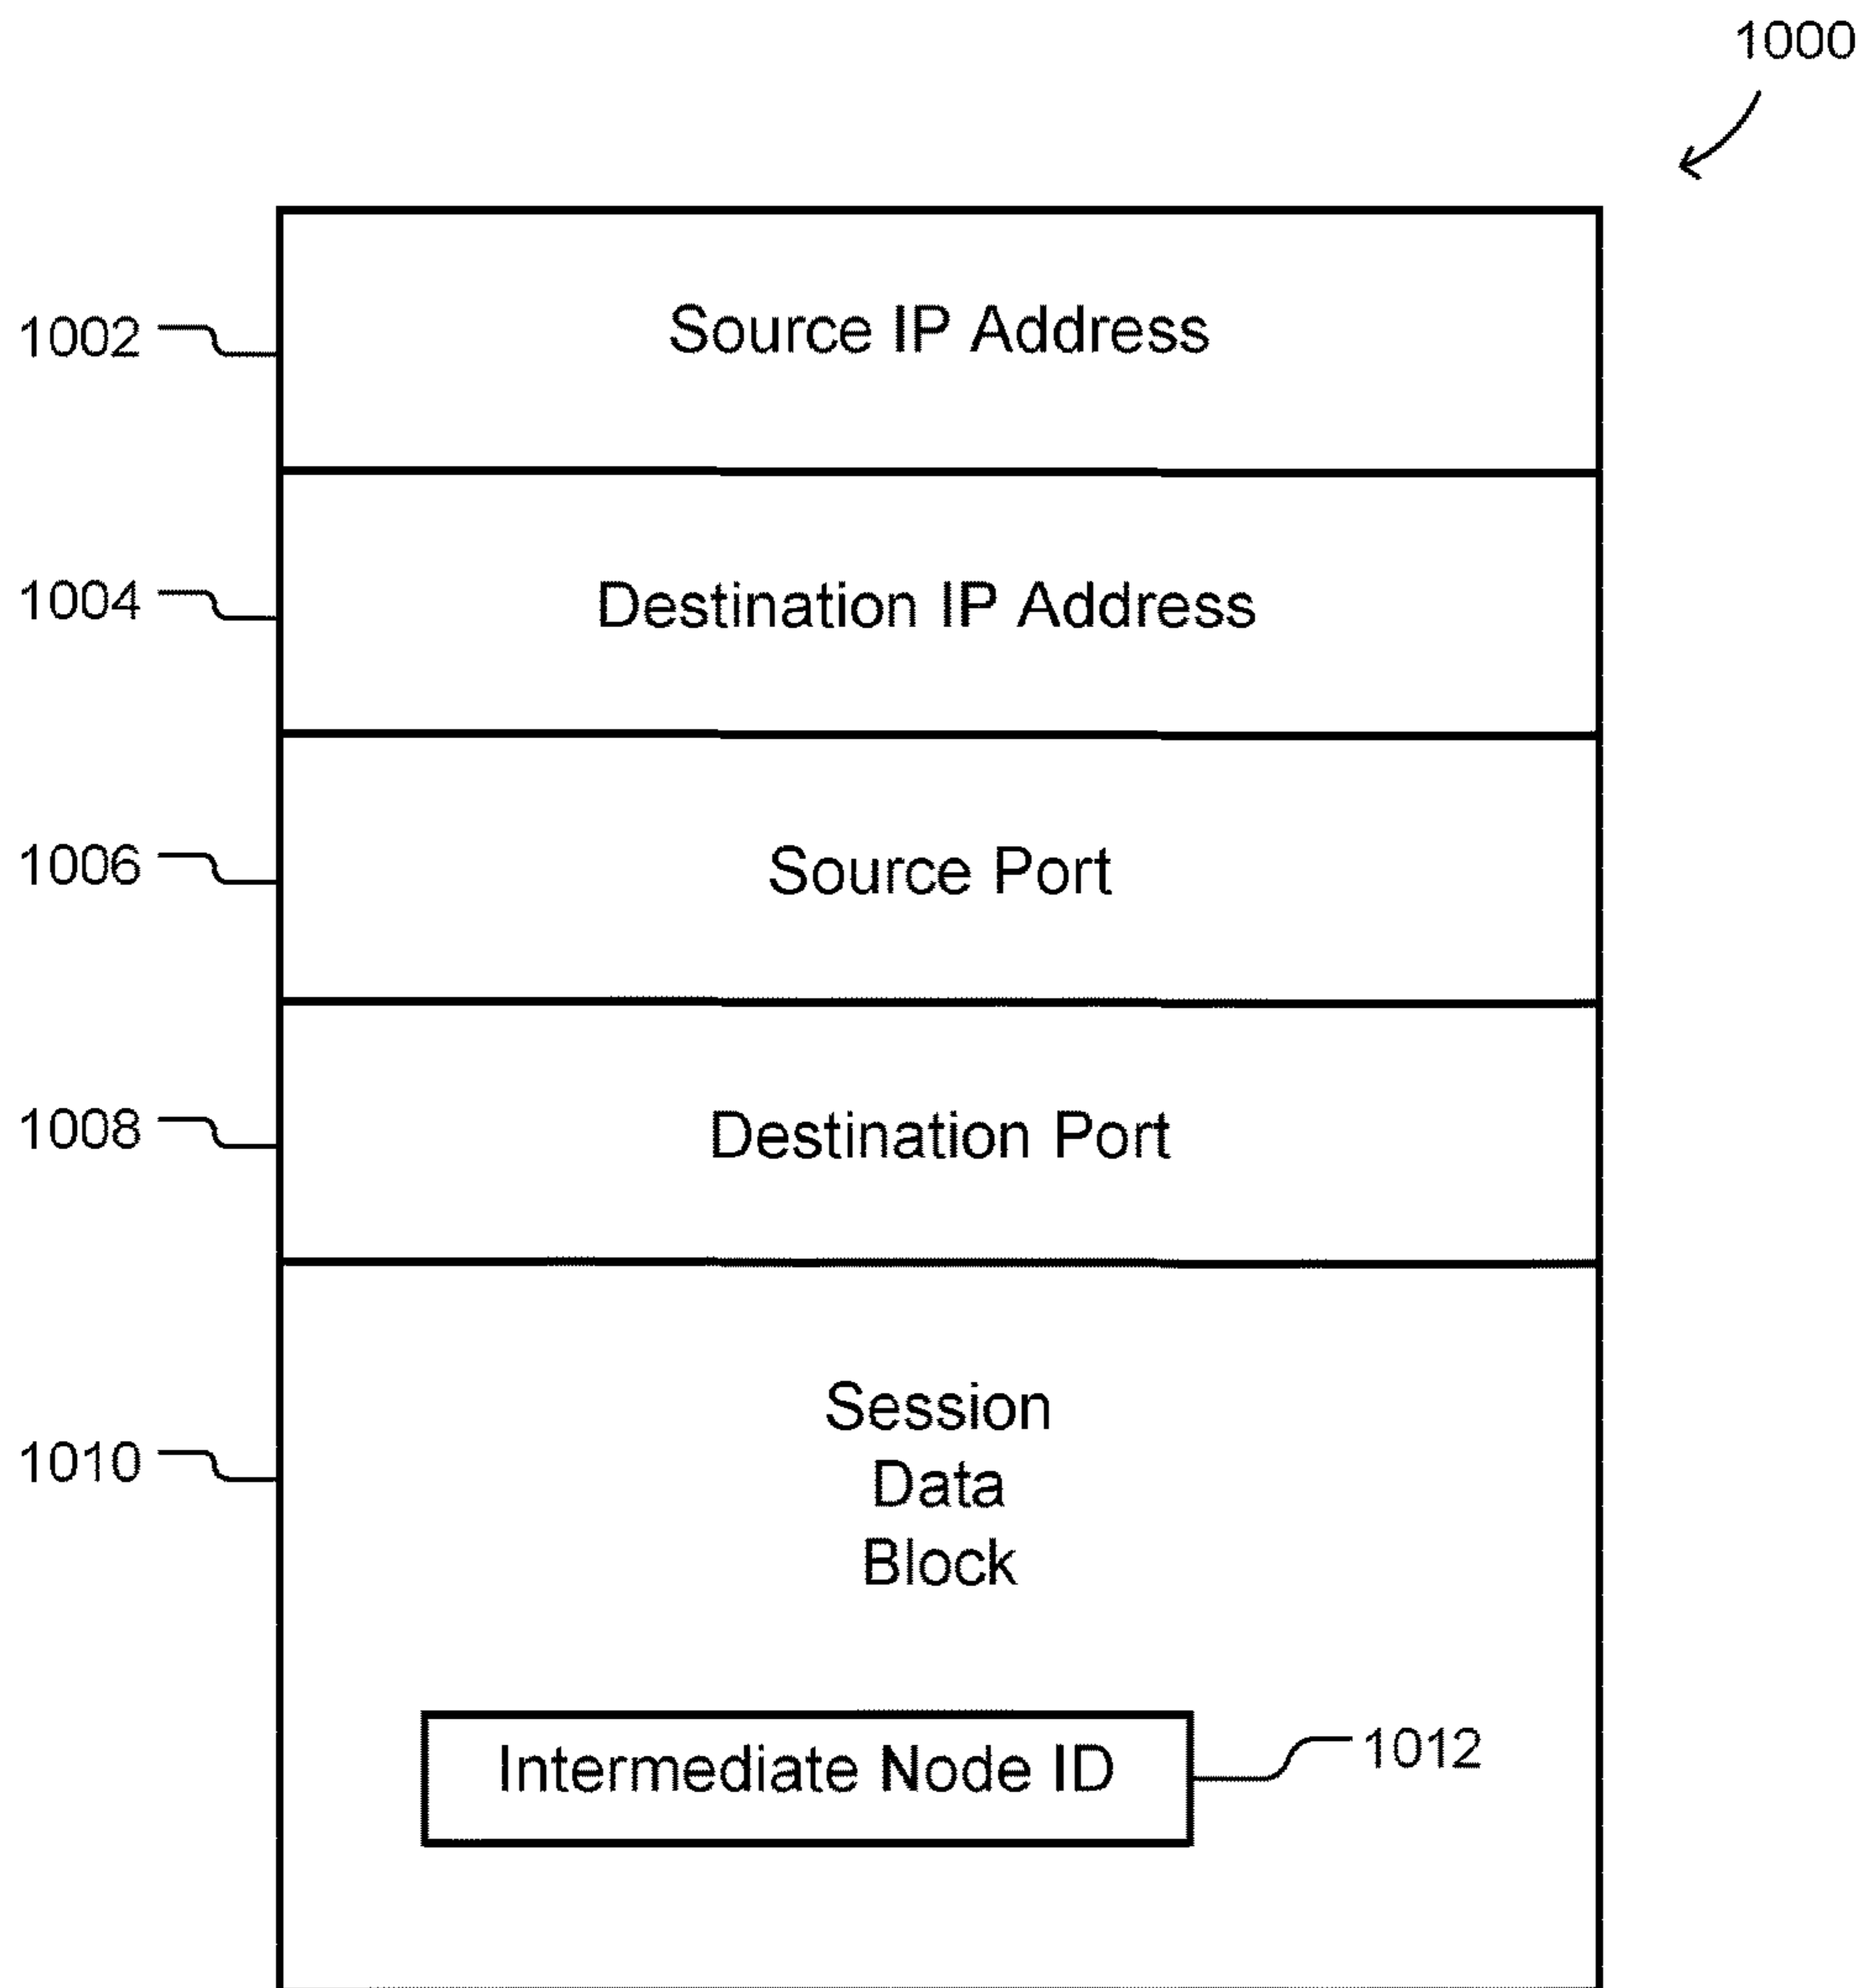 1000
1002
Source IP Address
1004
Destination IP Address
1006
Source Port
1008
Destination Port
Session
1010
Data
Block
Intermediate Node ID
1012